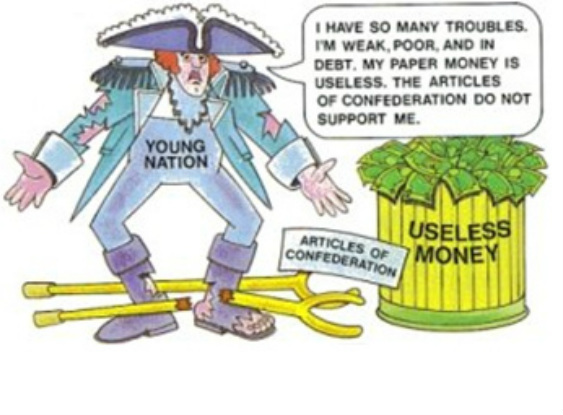 I HAVE SO MANY TROUBLES.
I'M WEAK, POOR, AND IN
DEBT. MY PAPER MONEY IS
USELESS. THE ARTICLES
OF CONFEDERATION DO NOT
SUPPORT ME.
YOUNG
NATION
ARTICLES OF
CONFEDERATION
USELESS
MONEY